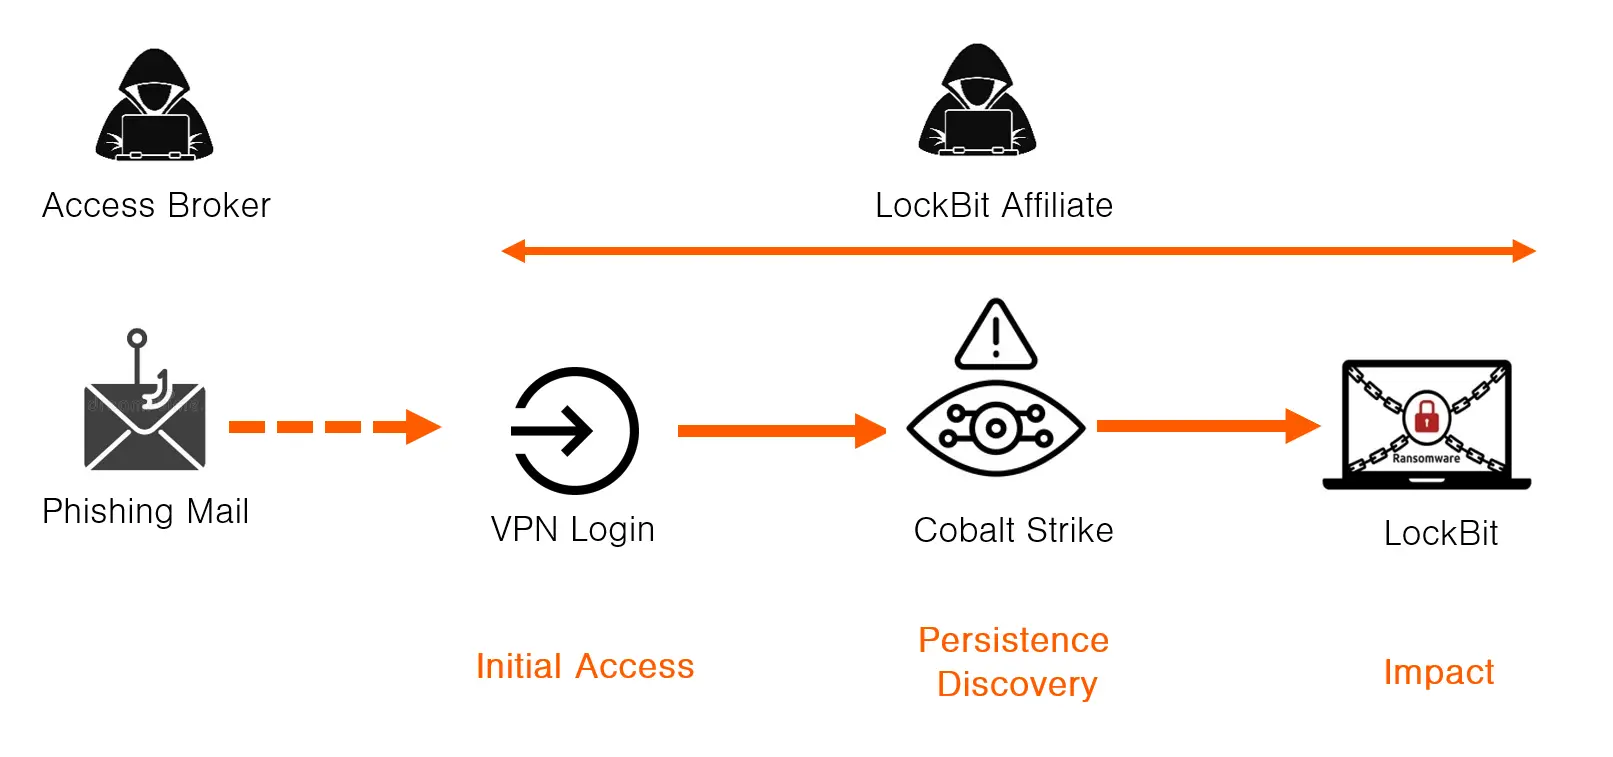 Access Broker
LockBit Affiliate
Phishing Mail
VPN Login
Cobalt Strike
Ransomware
LockBit
Initial Access
Persistence
Discovery
Impact